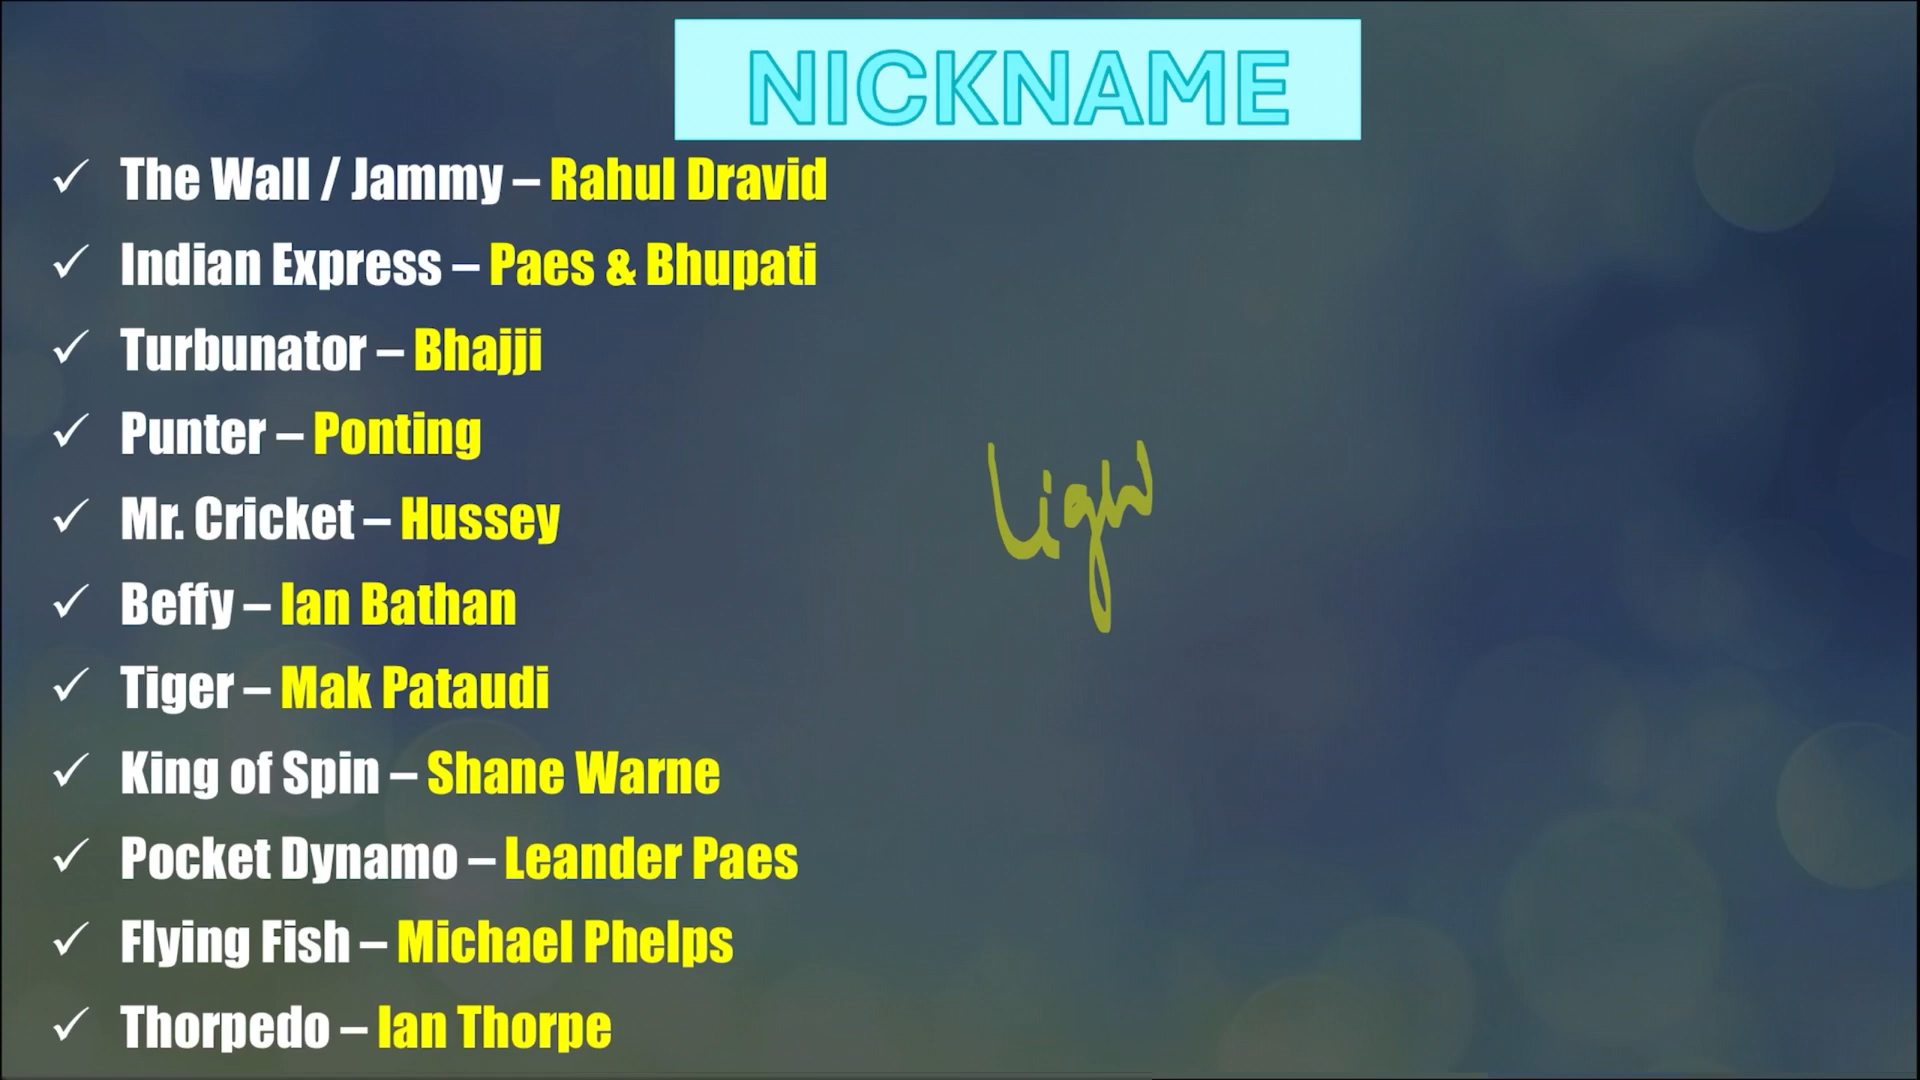 NICKNAME
✓ The Wall / Jammy – Rahul Dravid
✓ Indian Express – Paes & Bhupati
✓ Turbunator – Bhajji
✓ Punter – Ponting
✓ Mr. Cricket – Hussey
✓ Beffy – Ian Bathan
✓ Tiger – Mak Pataudi
✓ King of Spin – Shane Warne
✓ Pocket Dynamo – Leander Paes
✓ Flying Fish – Michael Phelps
✓ Thorpedo – Ian Thorpe